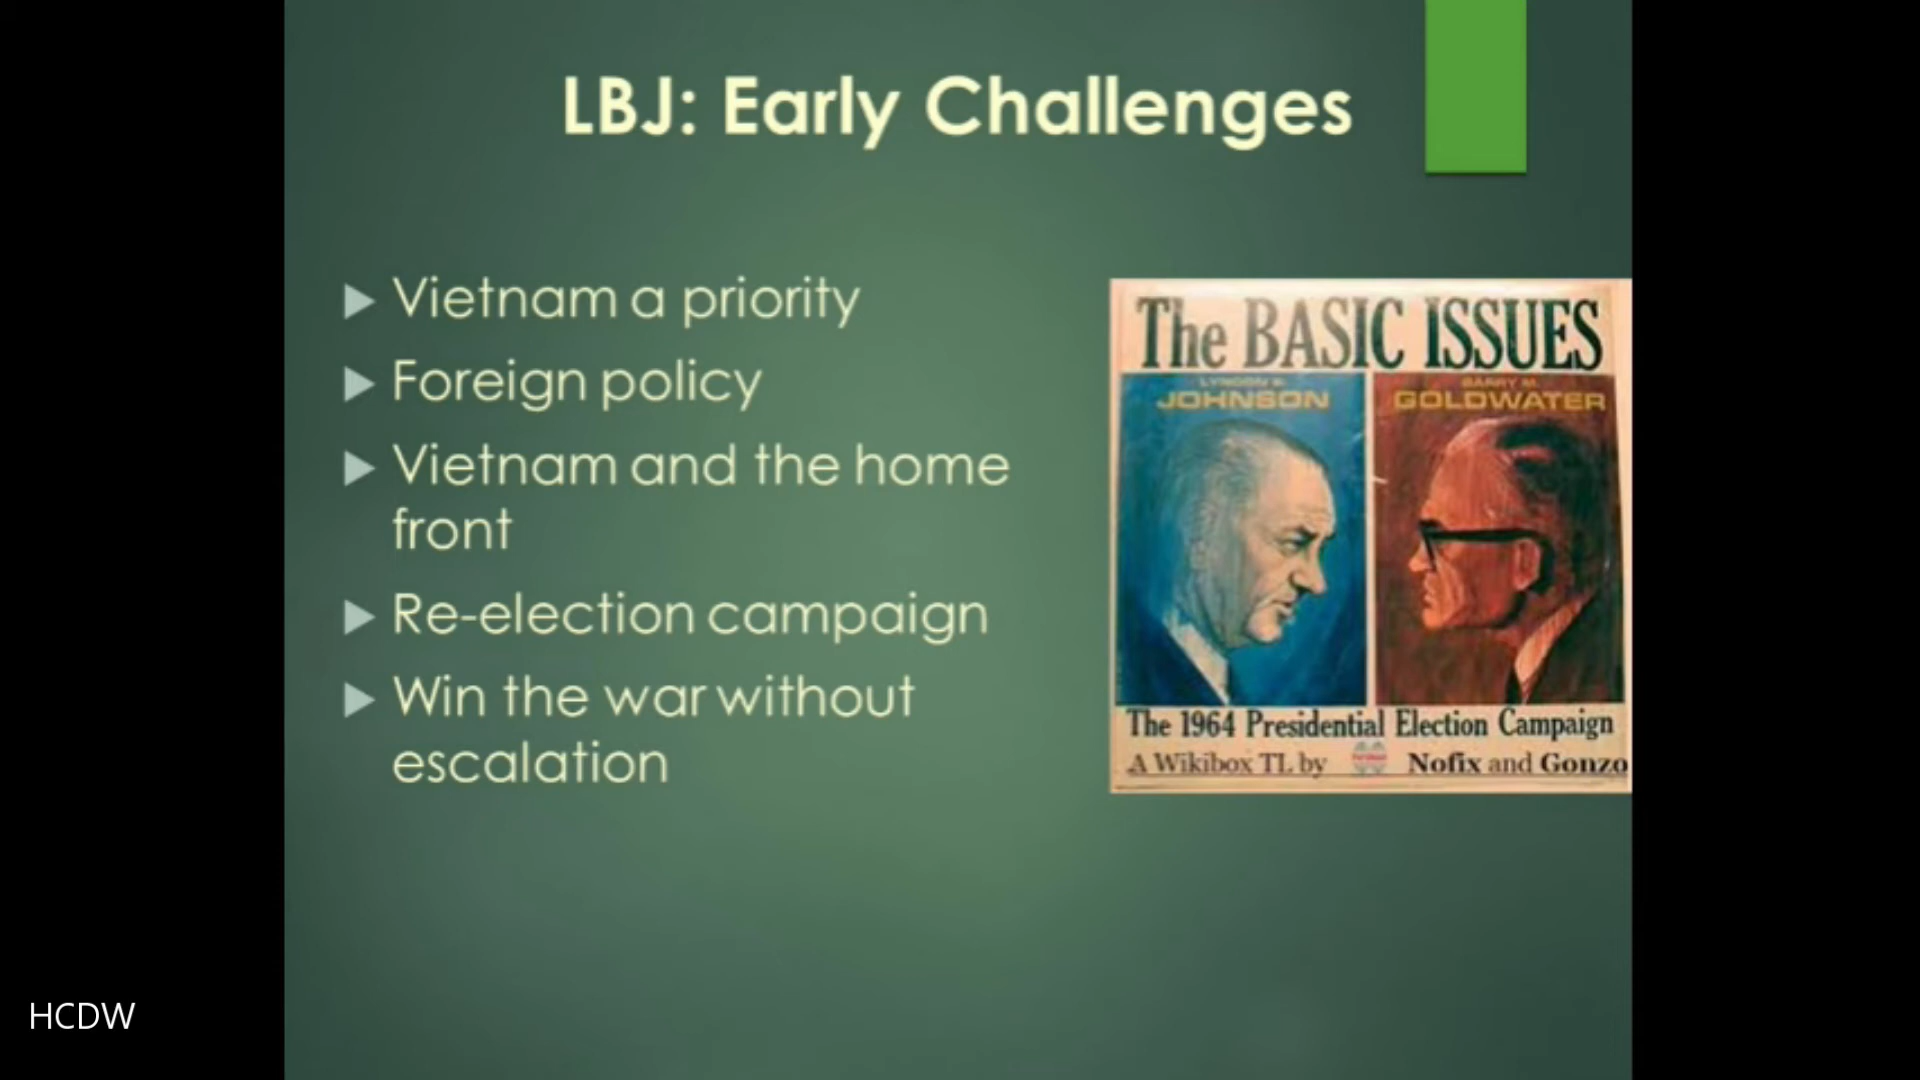 LBJ: Early Challenges
Vietnam a priority
Foreign policy
Vietnam and the home
front
Re-election campaign
Win the war without
escalation
The BASIC ISSUES
LYNDON B.
JOHNSON
BARRY M.
GOLDWATER
The 1964 Presidential Election Campaign
A Wikibox TL by Nofix and Gonzo
HCDW